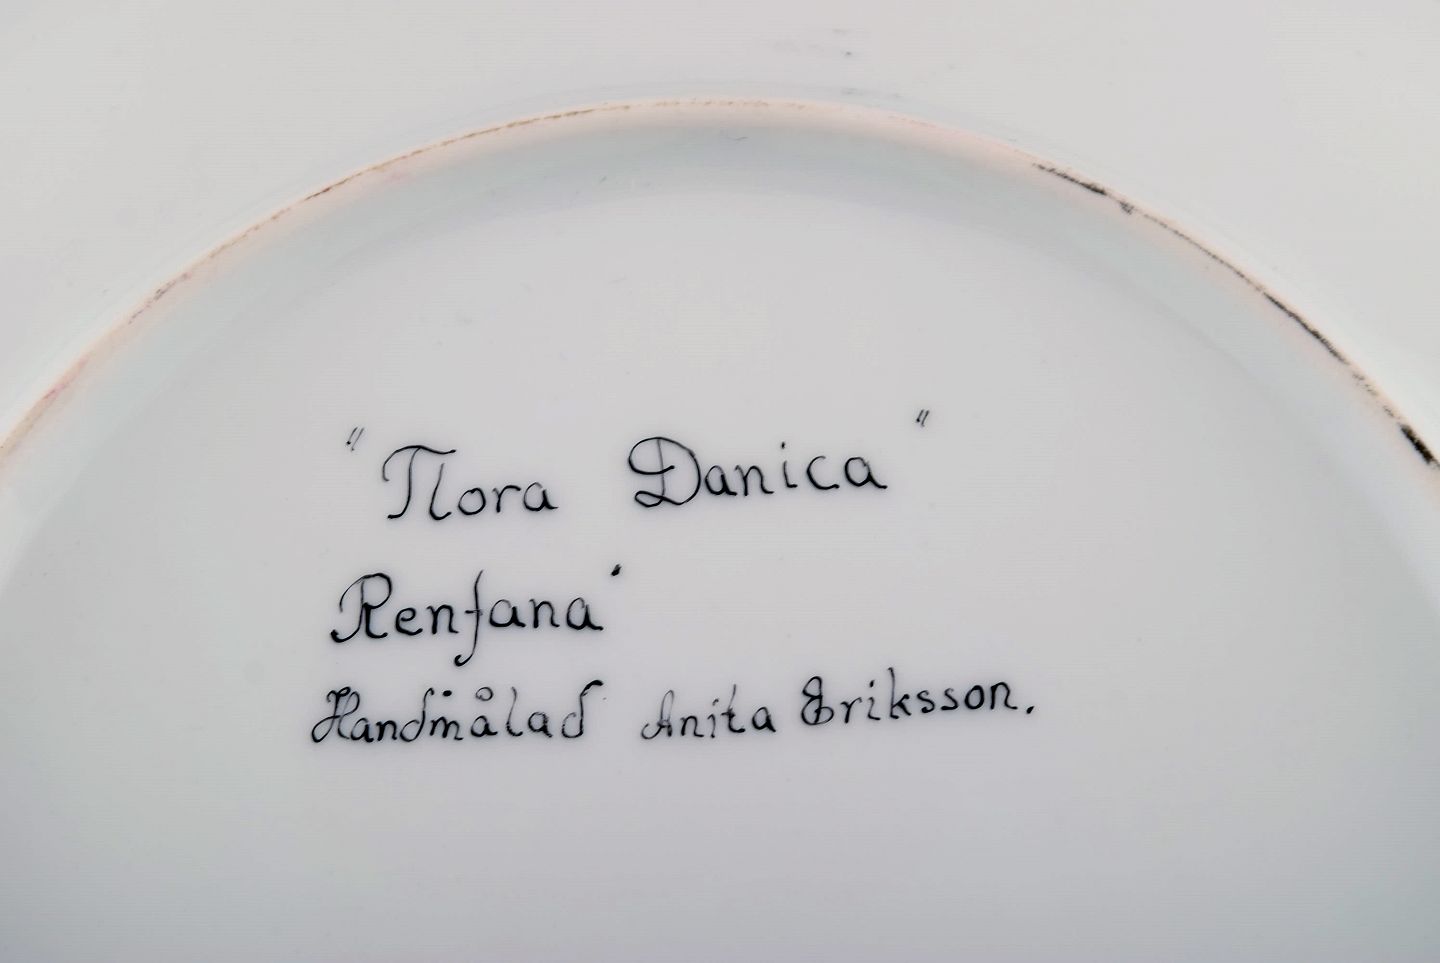 "Flora Danica"
Renfana
Handmålad Anita Eriksson.